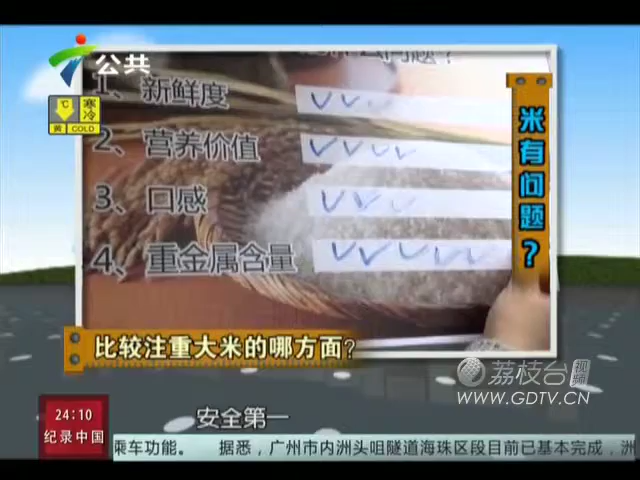 公共
℃
寒冷
黄 COLD
1、新鲜度
2、营养价值
3、口感
4、重金属含量
米有问题?
比较注重大米的哪方面?
荔枝台 视频
WWW.GDTV.CN
24:10
纪录中国
安全第一
乘车功能。 据悉，广州市内洲头咀隧道海珠区段目前已基本完成，洲